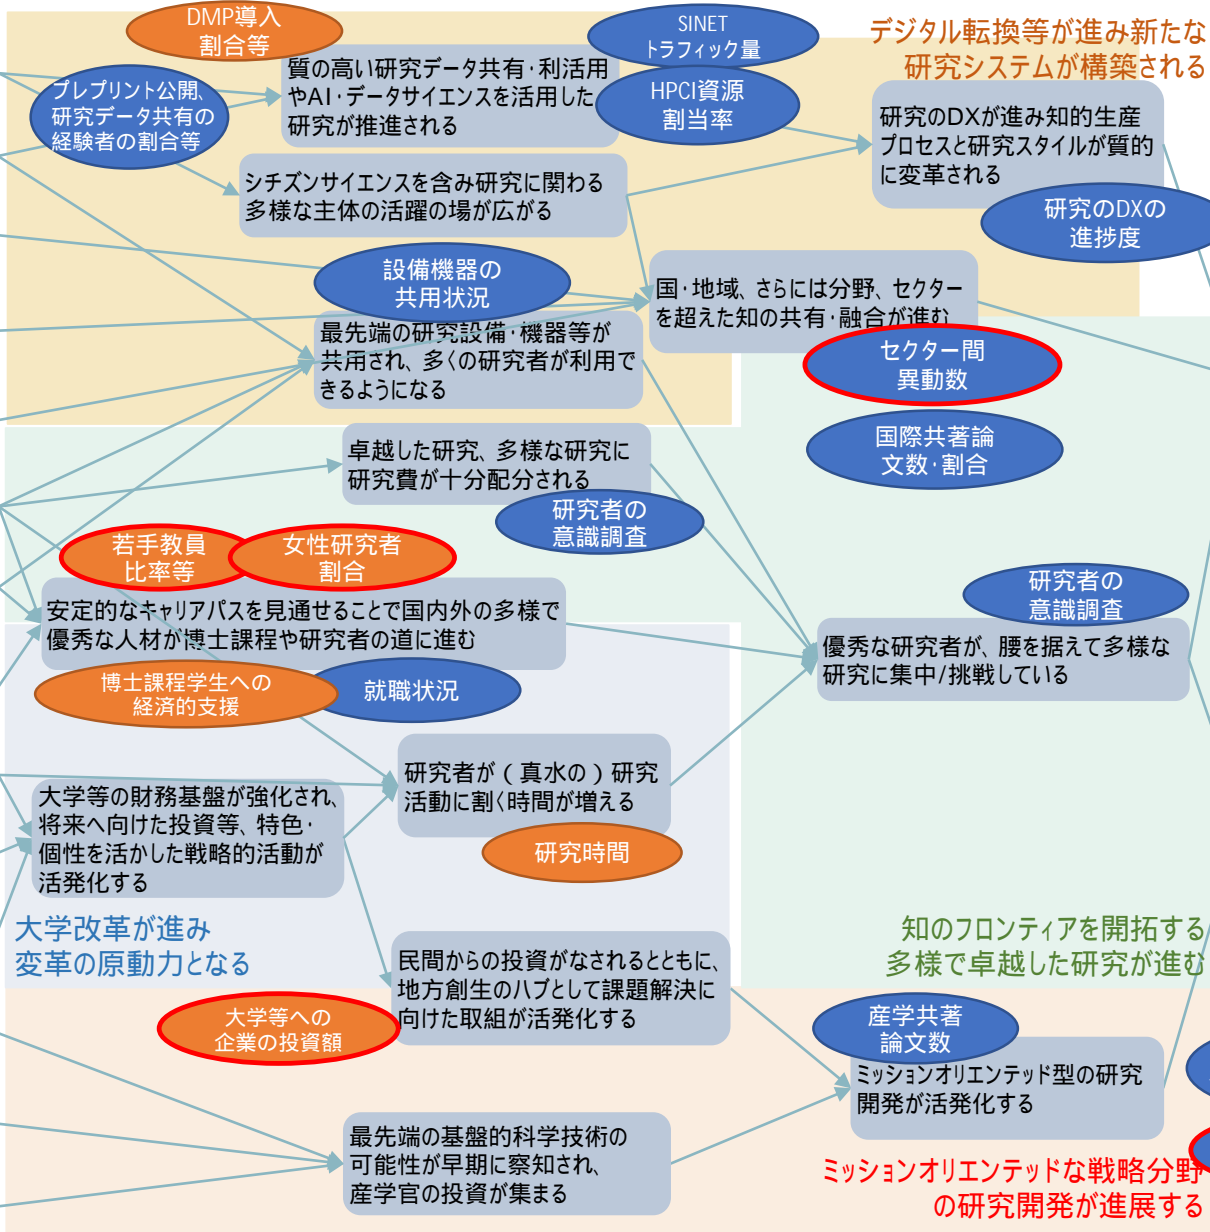 DMP導入
割合等
SINET
トラフィック量
デジタル転換等が進み新たな
研究システムが構築される
質の高い研究データ共有・利活用
やAI・データサイエンスを活用した
研究が推進される
プレプリント公開、
研究データ共有の
経験者の割合等
HPCI資源
割当率
研究のDXが進み知的生産
プロセスと研究スタイルが質的
に変革される
シチズンサイエンスを含み研究に関わる
多様な主体の活躍の場が広がる
研究のDXの
進捗度
設備機器の
共用状況
国・地域、さらには分野、セクター
を超えた知の共有・融合が進む
最先端の研究設備・機器等が
共用され、多くの研究者が利用で
きるようになる
セクター間
異動数
国際共著論
文数・割合
卓越した研究、多様な研究に
研究費が十分配分される
研究者の
意識調査
若手教員
比率等
女性研究者
割合
研究者の
意識調査
安定的なキャリアパスを見通せることで国内外の多様で
優秀な人材が博士課程や研究者の道に進む
優秀な研究者が、腰を据えて多様な
研究に集中/挑戦している
博士課程学生への
経済的支援
就職状況
研究者が(真水の)研究
活動に割く時間が増える
大学等の財務基盤が強化され、
将来へ向けた投資等、特色・
個性を活かした戦略的活動が
活発化する
研究時間
大学改革が進み
変革の原動力となる
知のフロンティアを開拓する
多様で卓越した研究が進む
民間からの投資がなされるとともに、
地方創生のハブとして課題解決に
向けた取組が活発化する
大学等への
企業の投資額
産学共著
論文数
ミッションオリエンテッド型の研究
開発が活発化する
最先端の基盤的科学技術の
可能性が早期に察知され、
産学官の投資が集まる
ミッションオリエンテッドな戦略分野
の研究開発が進展する